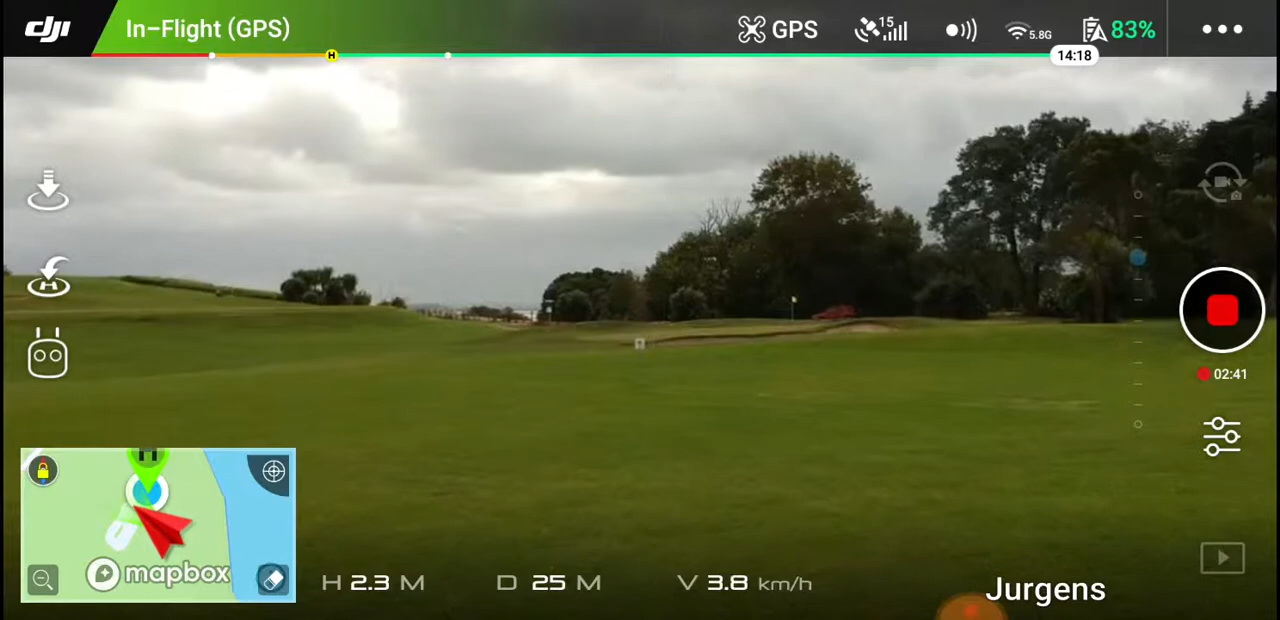 dji
In-Flight (GPS)
GPS
15
5.8G
83%
H
14:18
02:41
H
mapbox
H 2.3 M
D 25 M
V 3.8 km/h
Jurgens